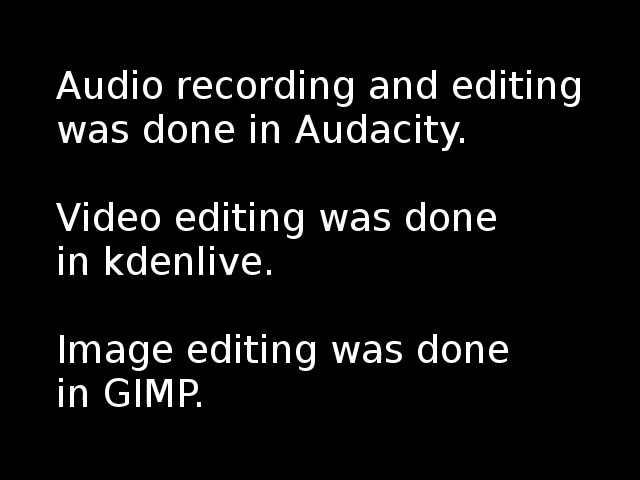 Audio recording and editing
was done in Audacity.
Video editing was done
in kdenlive.
Image editing was done
in GIMP.